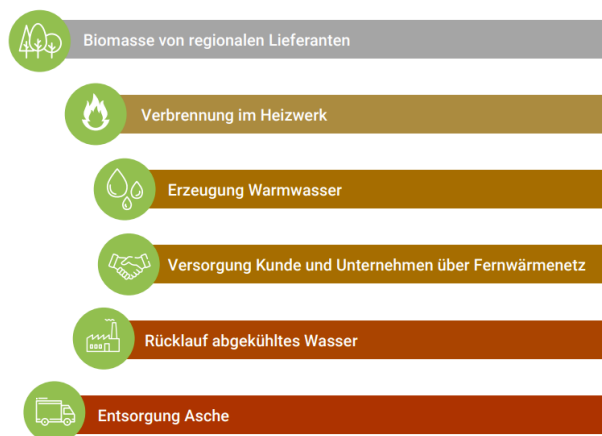 Biomasse von regionalen Lieferanten
Verbrennung im Heizwerk
Erzeugung Warmwasser
Versorgung Kunde und Unternehmen über Fernwärmenetz
Rücklauf abgekühltes Wasser
Entsorgung Asche